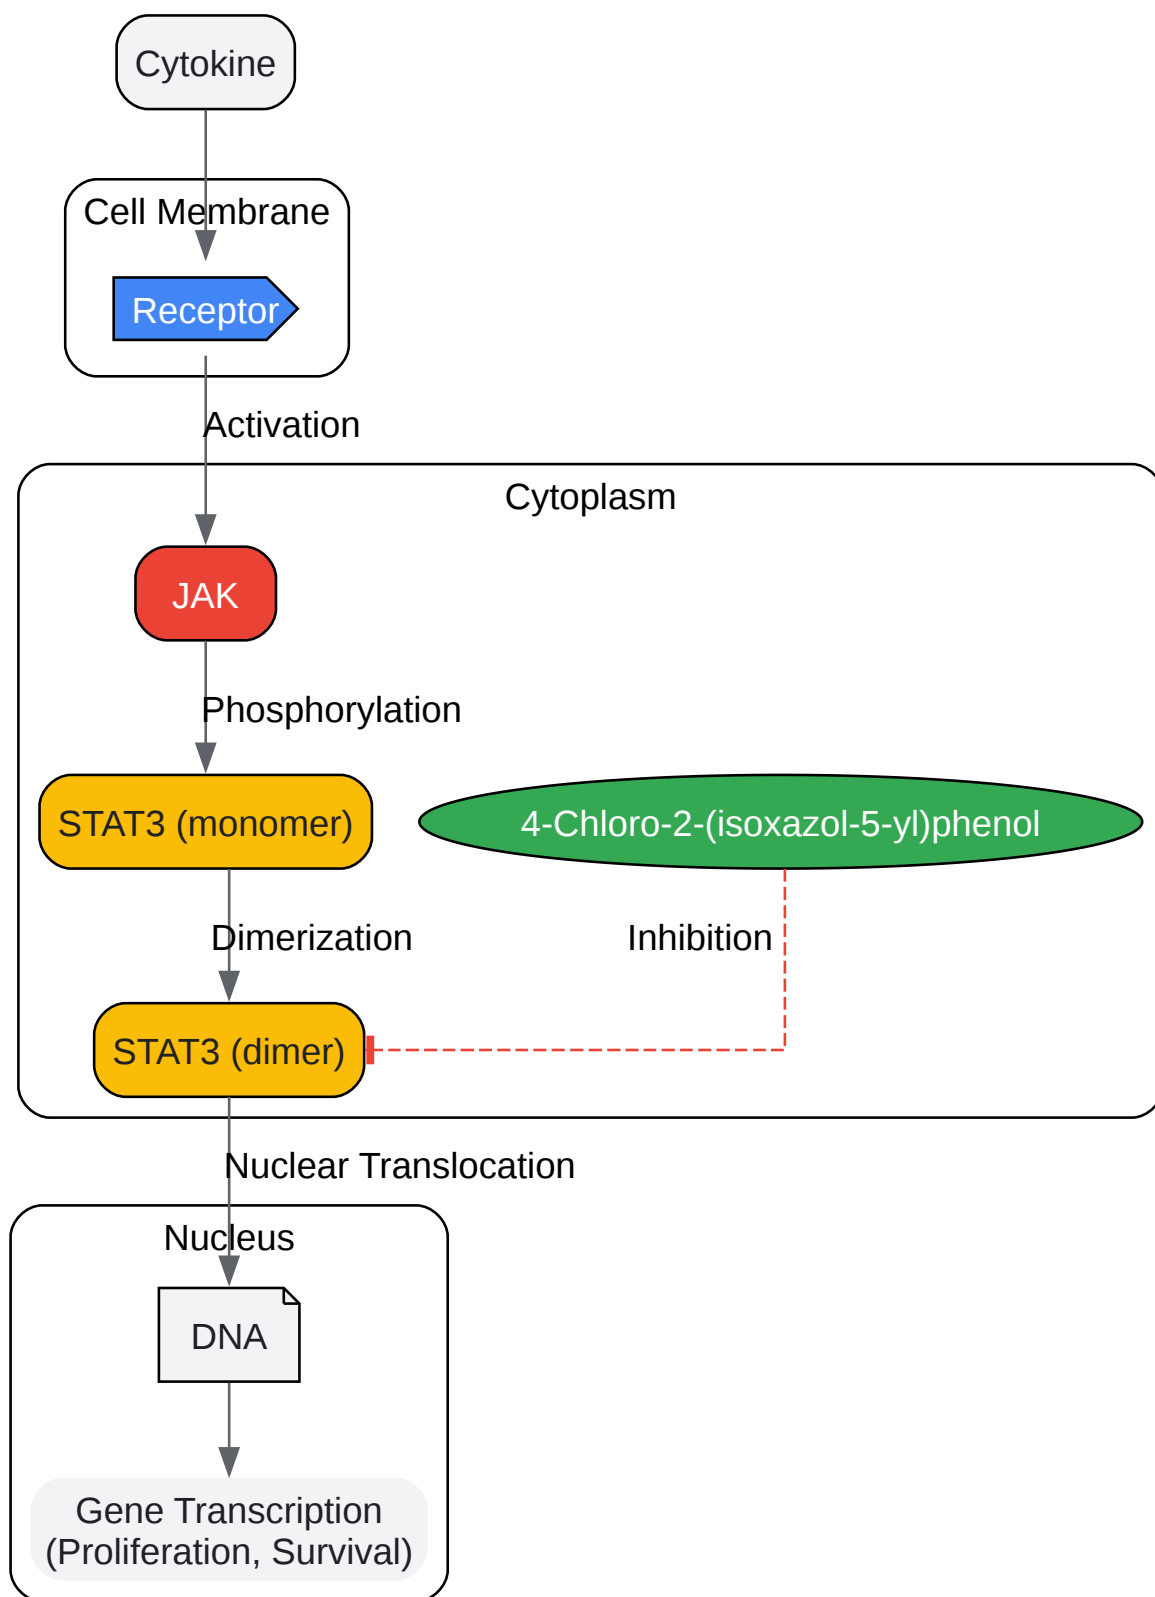 Cytokine
Cell Membrane
Receptor
Activation
Cytoplasm
JAK
Phosphorylation
STAT3 (monomer)
4-Chloro-2-(isoxazol-5-yl)phenol
Dimerization
Inhibition
STAT3 (dimer)
Nuclear Translocation
Nucleus
DNA
Gene Transcription
(Proliferation, Survival)